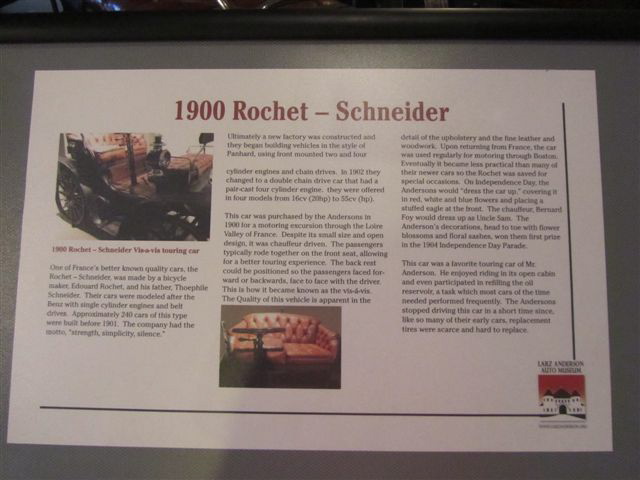 1900 Rochet – Schneider
1900 Rochet – Schneider Vis-a-vis touring car
One of France's better known quality cars, the
Rochet – Schneider, was made by a bicycle
maker, Edouard Rochet, and his father, Thoephile
Schneider. Their cars were modeled after the
Benz with single cylinder engines and belt
drives. Approximately 240 cars of this type
were built before 1901. The company had the
motto, "strength, simplicity, silence."
Ultimately a new factory was constructed and
they began building vehicles in the style of
Panhard, using front mounted two and four
cylinder engines and chain drives. In 1902 they
changed to a double chain drive car that had a
pair-cast four cylinder engine. they were offered
in four models from 16cv (20hp) to 55cv (hp).
This car was purchased by the Andersons in
1900 for a motoring excursion through the Loire
Valley of France. Despite its small size and open
design, it was chauffeur driven. The passengers
typically rode together on the front seat, allowing
for a better touring experience. The back rest
could be positioned so the passengers faced for-
ward or backwards, face to face with the driver.
This is how it became known as the vis-á-vis.
The Quality of this vehicle is apparent in the
detail of the upholstery and the fine leather and
woodwork. Upon returning from France, the car
was used regularly for motoring through Boston.
Eventually it became less practical than many of
their newer cars so the Rochet was saved for
special occasions. On Independence Day, the
Andersons would "dress the car up," covering it
in red, white and blue flowers and placing a
stuffed eagle at the front. The chauffeur, Bernard
Foy would dress up as Uncle Sam. The
Anderson's decorations, head to toe with flower
blossoms and floral sashes, won them first prize
in the 1904 Independence Day Parade.
This car was a favorite touring car of Mr.
Anderson. He enjoyed riding in its open cabin
and even participated in refilling the oil
reservoir, a task which most cars of the time
needed performed frequently. The Andersons
stopped driving this car in a short time since,
like so many of their early cars, replacement
tires were scarce and hard to replace.
LARZ ANDERSON
AUTO MUSEUM
WWW.LARZANDERSON.ORG